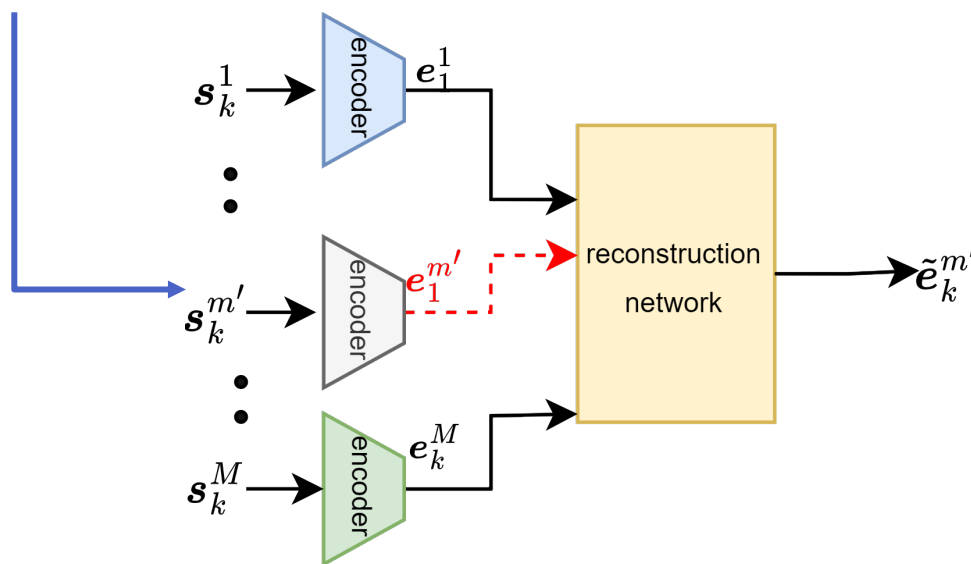 s_k^1
encoder
e_1^1
s_k^{m'}
encoder
e_1^{m'}
reconstruction
network
ẽ_k^{m'}
s_k^M
encoder
e_k^M